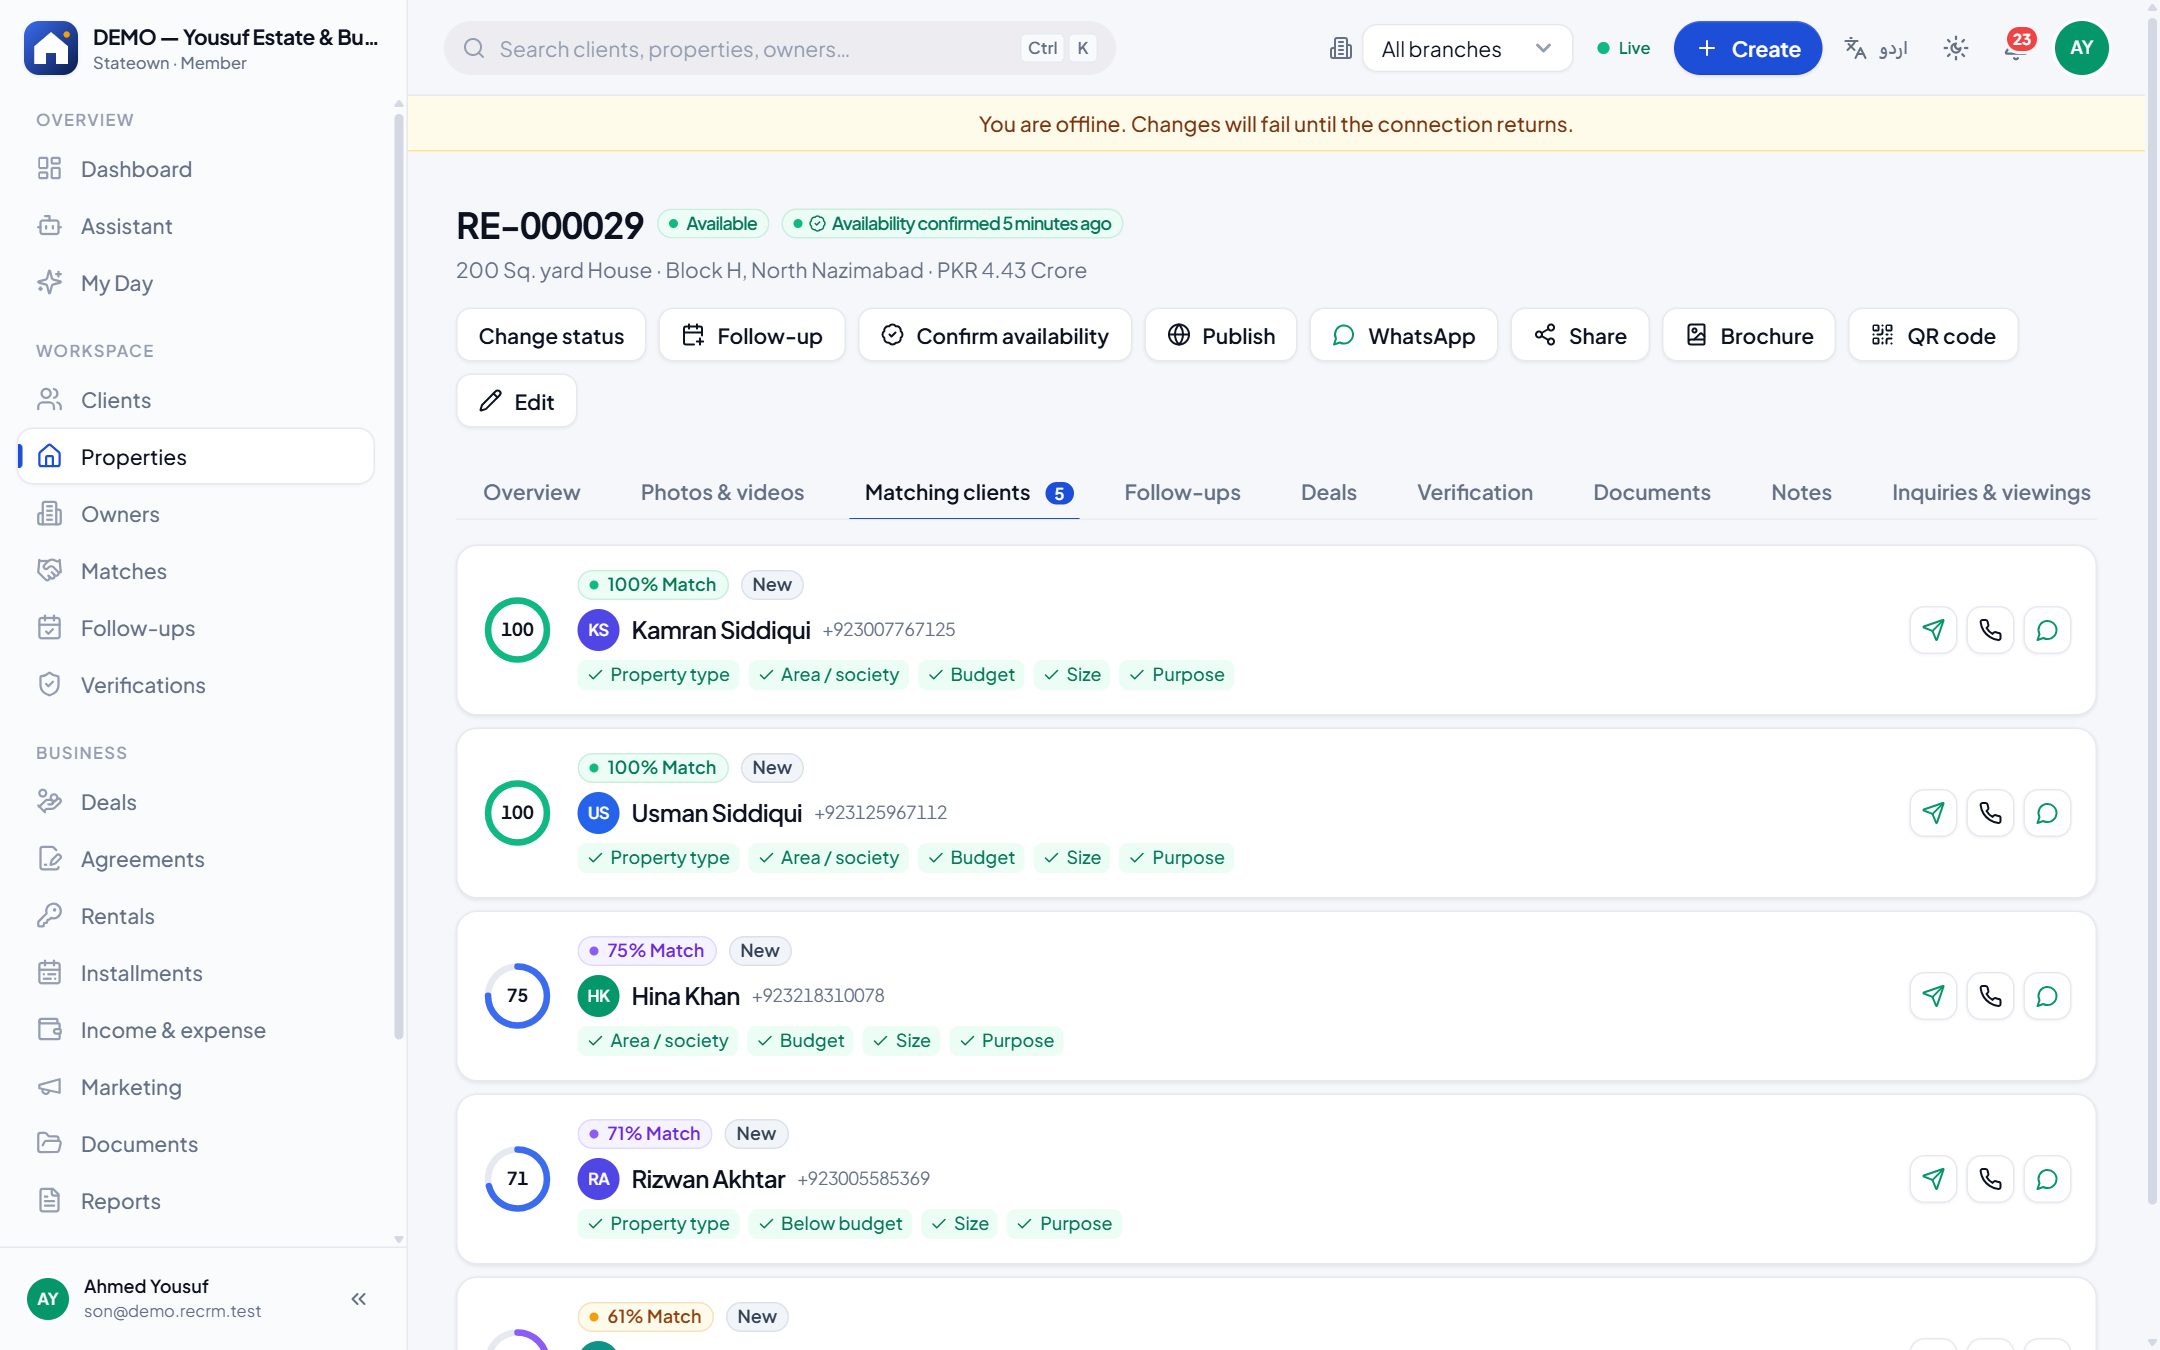 DEMO — Yousuf Estate & Bu...
Stateown · Member
Search clients, properties, owners...
Ctrl K
All branches
Live
Create
اردو
23
AY
OVERVIEW
Dashboard
Assistant
My Day
WORKSPACE
Clients
Properties
Owners
Matches
Follow-ups
Verifications
BUSINESS
Deals
Agreements
Rentals
Installments
Income & expense
Marketing
Documents
Reports
AY
Ahmed Yousuf
son@demo.recrm.test
You are offline. Changes will fail until the connection returns.
RE-000029
Available
Availability confirmed 5 minutes ago
200 Sq. yard House · Block H, North Nazimabad · PKR 4.43 Crore
Change status
Follow-up
Confirm availability
Publish
WhatsApp
Share
Brochure
QR code
Edit
Overview
Photos & videos
Matching clients 5
Follow-ups
Deals
Verification
Documents
Notes
Inquiries & viewings
100% Match New
100
KS Kamran Siddiqui +923007767125
Property type Area / society Budget Size Purpose
100% Match New
100
US Usman Siddiqui +923125967112
Property type Area / society Budget Size Purpose
75% Match New
75
HK Hina Khan +923218310078
Area / society Budget Size Purpose
71% Match New
71
RA Rizwan Akhtar +923005585369
Property type Below budget Size Purpose
61% Match New